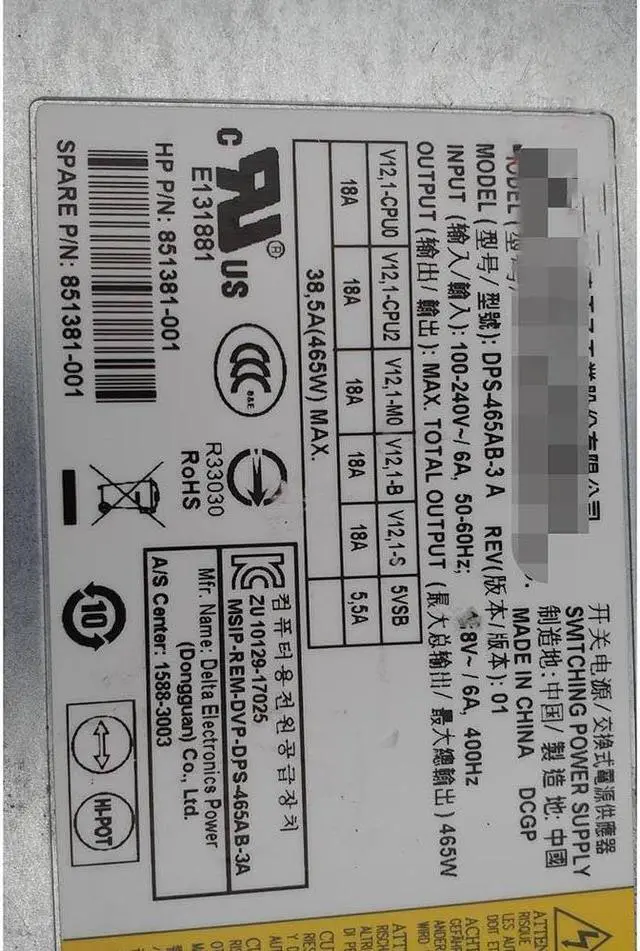 开关电源/交換式電源供應器
SWITCHING POWER SUPPLY
制造地:中国/製造地:中國
MADE IN CHINA DCGP
MODEL (型号/型號): DPS-465AB-3 A REV(版本/版本): 01
INPUT (输入/輸入): 100-240V~/ 6A, 50-60Hz; 8V~ / 6A, 400Hz
OUTPUT (输出/輸出): MAX. TOTAL OUTPUT (最大总输出/最大總輸出) 465W
V12,1-CPU0 V12,1-CPU2 V12,1-M0 V12,1-B V12,1-S 5VSB
18A 18A 18A 18A 18A 5,5A
38,5A(465W) MAX.
c RU US ®
E131881
CCC S&E
R33030
RoHS
HP P/N: 851381-001
SPARE P/N: 851381-001
컴퓨터용전원공급장치
ZU10129-17025
MSIP-REM-DVP-DPS-465AB-3A
Mfr. Name: Delta Electronics Power
(Dongguan) Co., Ltd.
A/S Center: 1588-3003
10
HI-POT